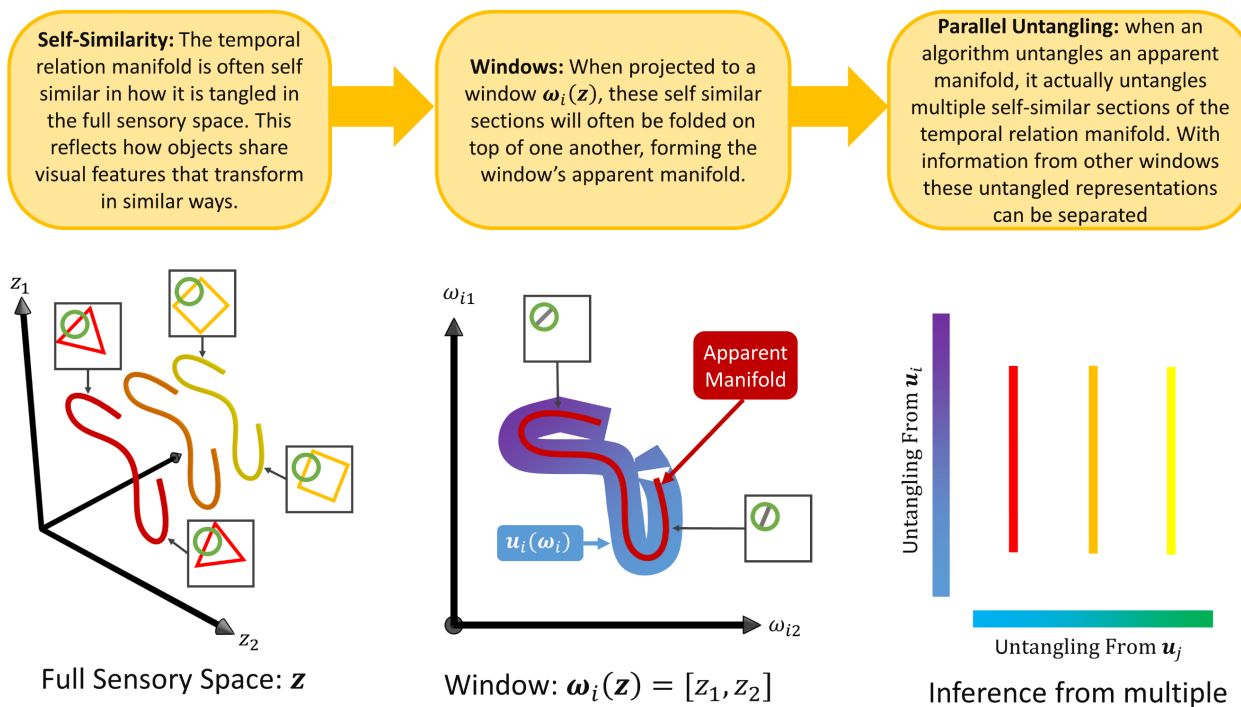 Self-Similarity: The temporal
relation manifold is often self
similar in how it is tangled in
the full sensory space. This
reflects how objects share
visual features that transform
in similar ways.
Windows: When projected to a
window ωᵢ(z), these self similar
sections will often be folded on
top of one another, forming the
window's apparent manifold.
Parallel Untangling: when an
algorithm untangles an apparent
manifold, it actually untangles
multiple self-similar sections of the
temporal relation manifold. With
information from other windows
these untangled representations
can be separated
z₁
z₂
Full Sensory Space: z
ωᵢ₁
Apparent
Manifold
uᵢ(ωᵢ)
ωᵢ₂
Window: ωᵢ(z) = [z₁, z₂]
Untangling From uᵢ
Untangling From uⱼ
Inference from multiple